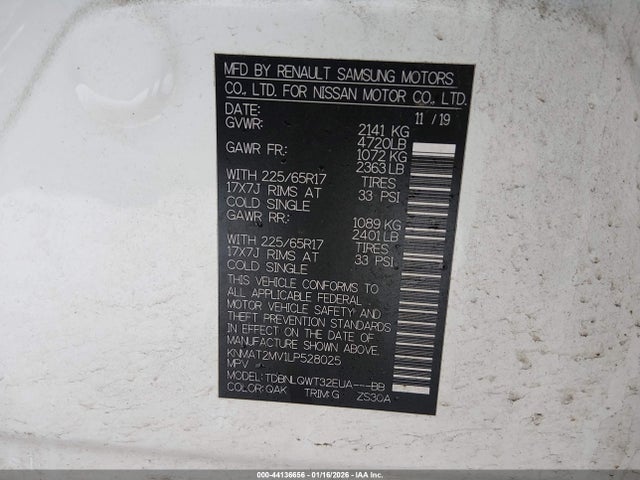 MFD BY RENAULT SAMSUNG MOTORS
CO., LTD. FOR NISSAN MOTOR CO., LTD.
DATE: 11 / 19
GVWR: 2141 KG
4720LB
GAWR FR: 1072 KG
2363 LB
WITH 225/65R17 TIRES
17X7J RIMS AT 33 PSI
COLD SINGLE
GAWR RR: 1089 KG
2401 LB
WITH 225/65R17 TIRES
17X7J RIMS AT 33 PSI
COLD SINGLE
THIS VEHICLE CONFORMS TO
ALL APPLICABLE FEDERAL
MOTOR VEHICLE SAFETY AND
THEFT PREVENTION STANDARDS
IN EFFECT ON THE DATE OF
MANUFACTURE SHOWN ABOVE.
KNMAT2MV1LP528025
MPV
MODEL: TDBNLQWT32EUA---BB
COLOR: QAK TRIM: G ZS30A
000-44136656 - 01/16/2026 - IAA Inc.